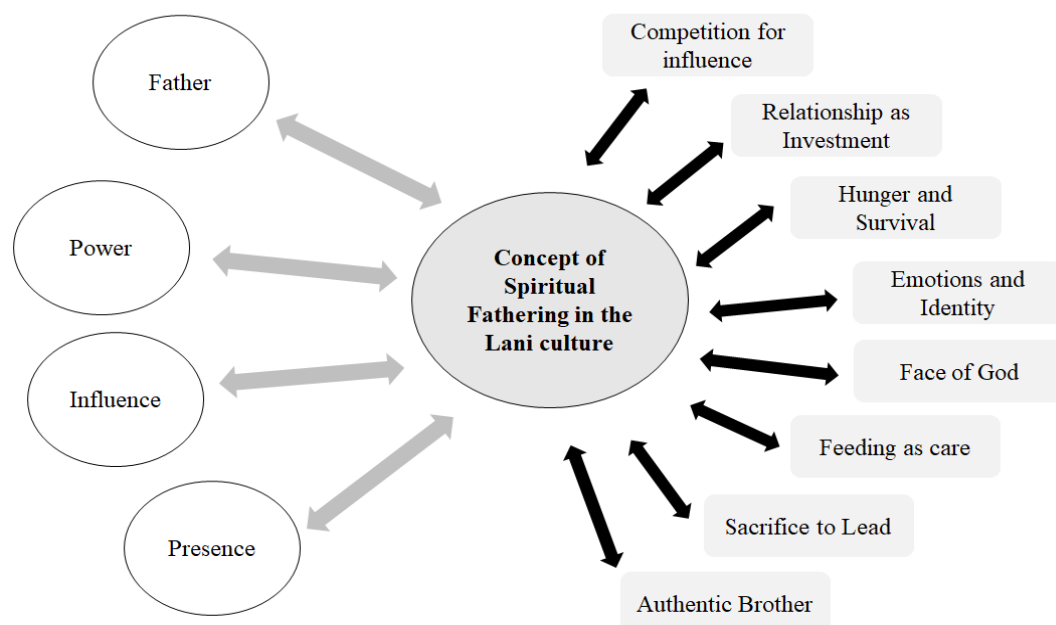 Father
Power
Influence
Presence
Concept of
Spiritual
Fathering in the
Lani culture
Competition for
influence
Relationship as
Investment
Hunger and
Survival
Emotions and
Identity
Face of God
Feeding as care
Sacrifice to Lead
Authentic Brother